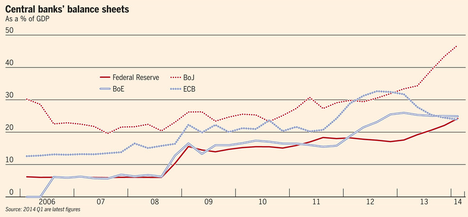 Central banks' balance sheets
As a % of GDP
50
40
30
20
10
0
Federal Reserve
BoJ
BoE
ECB
2006
07
08
09
10
11
12
13
14
Source: 2014 Q1 are latest figures